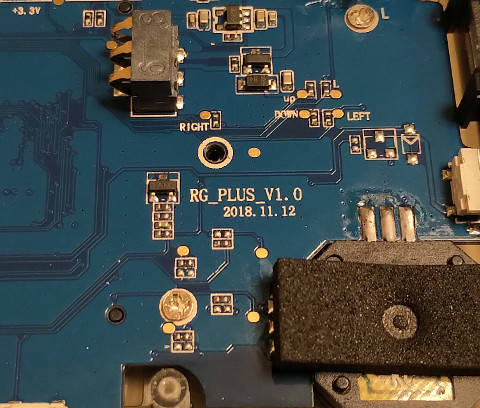 +3.3V
L
L
Up
DOWN
LEFT
RIGHT
RG_PLUS_V1.0
2018.11.12